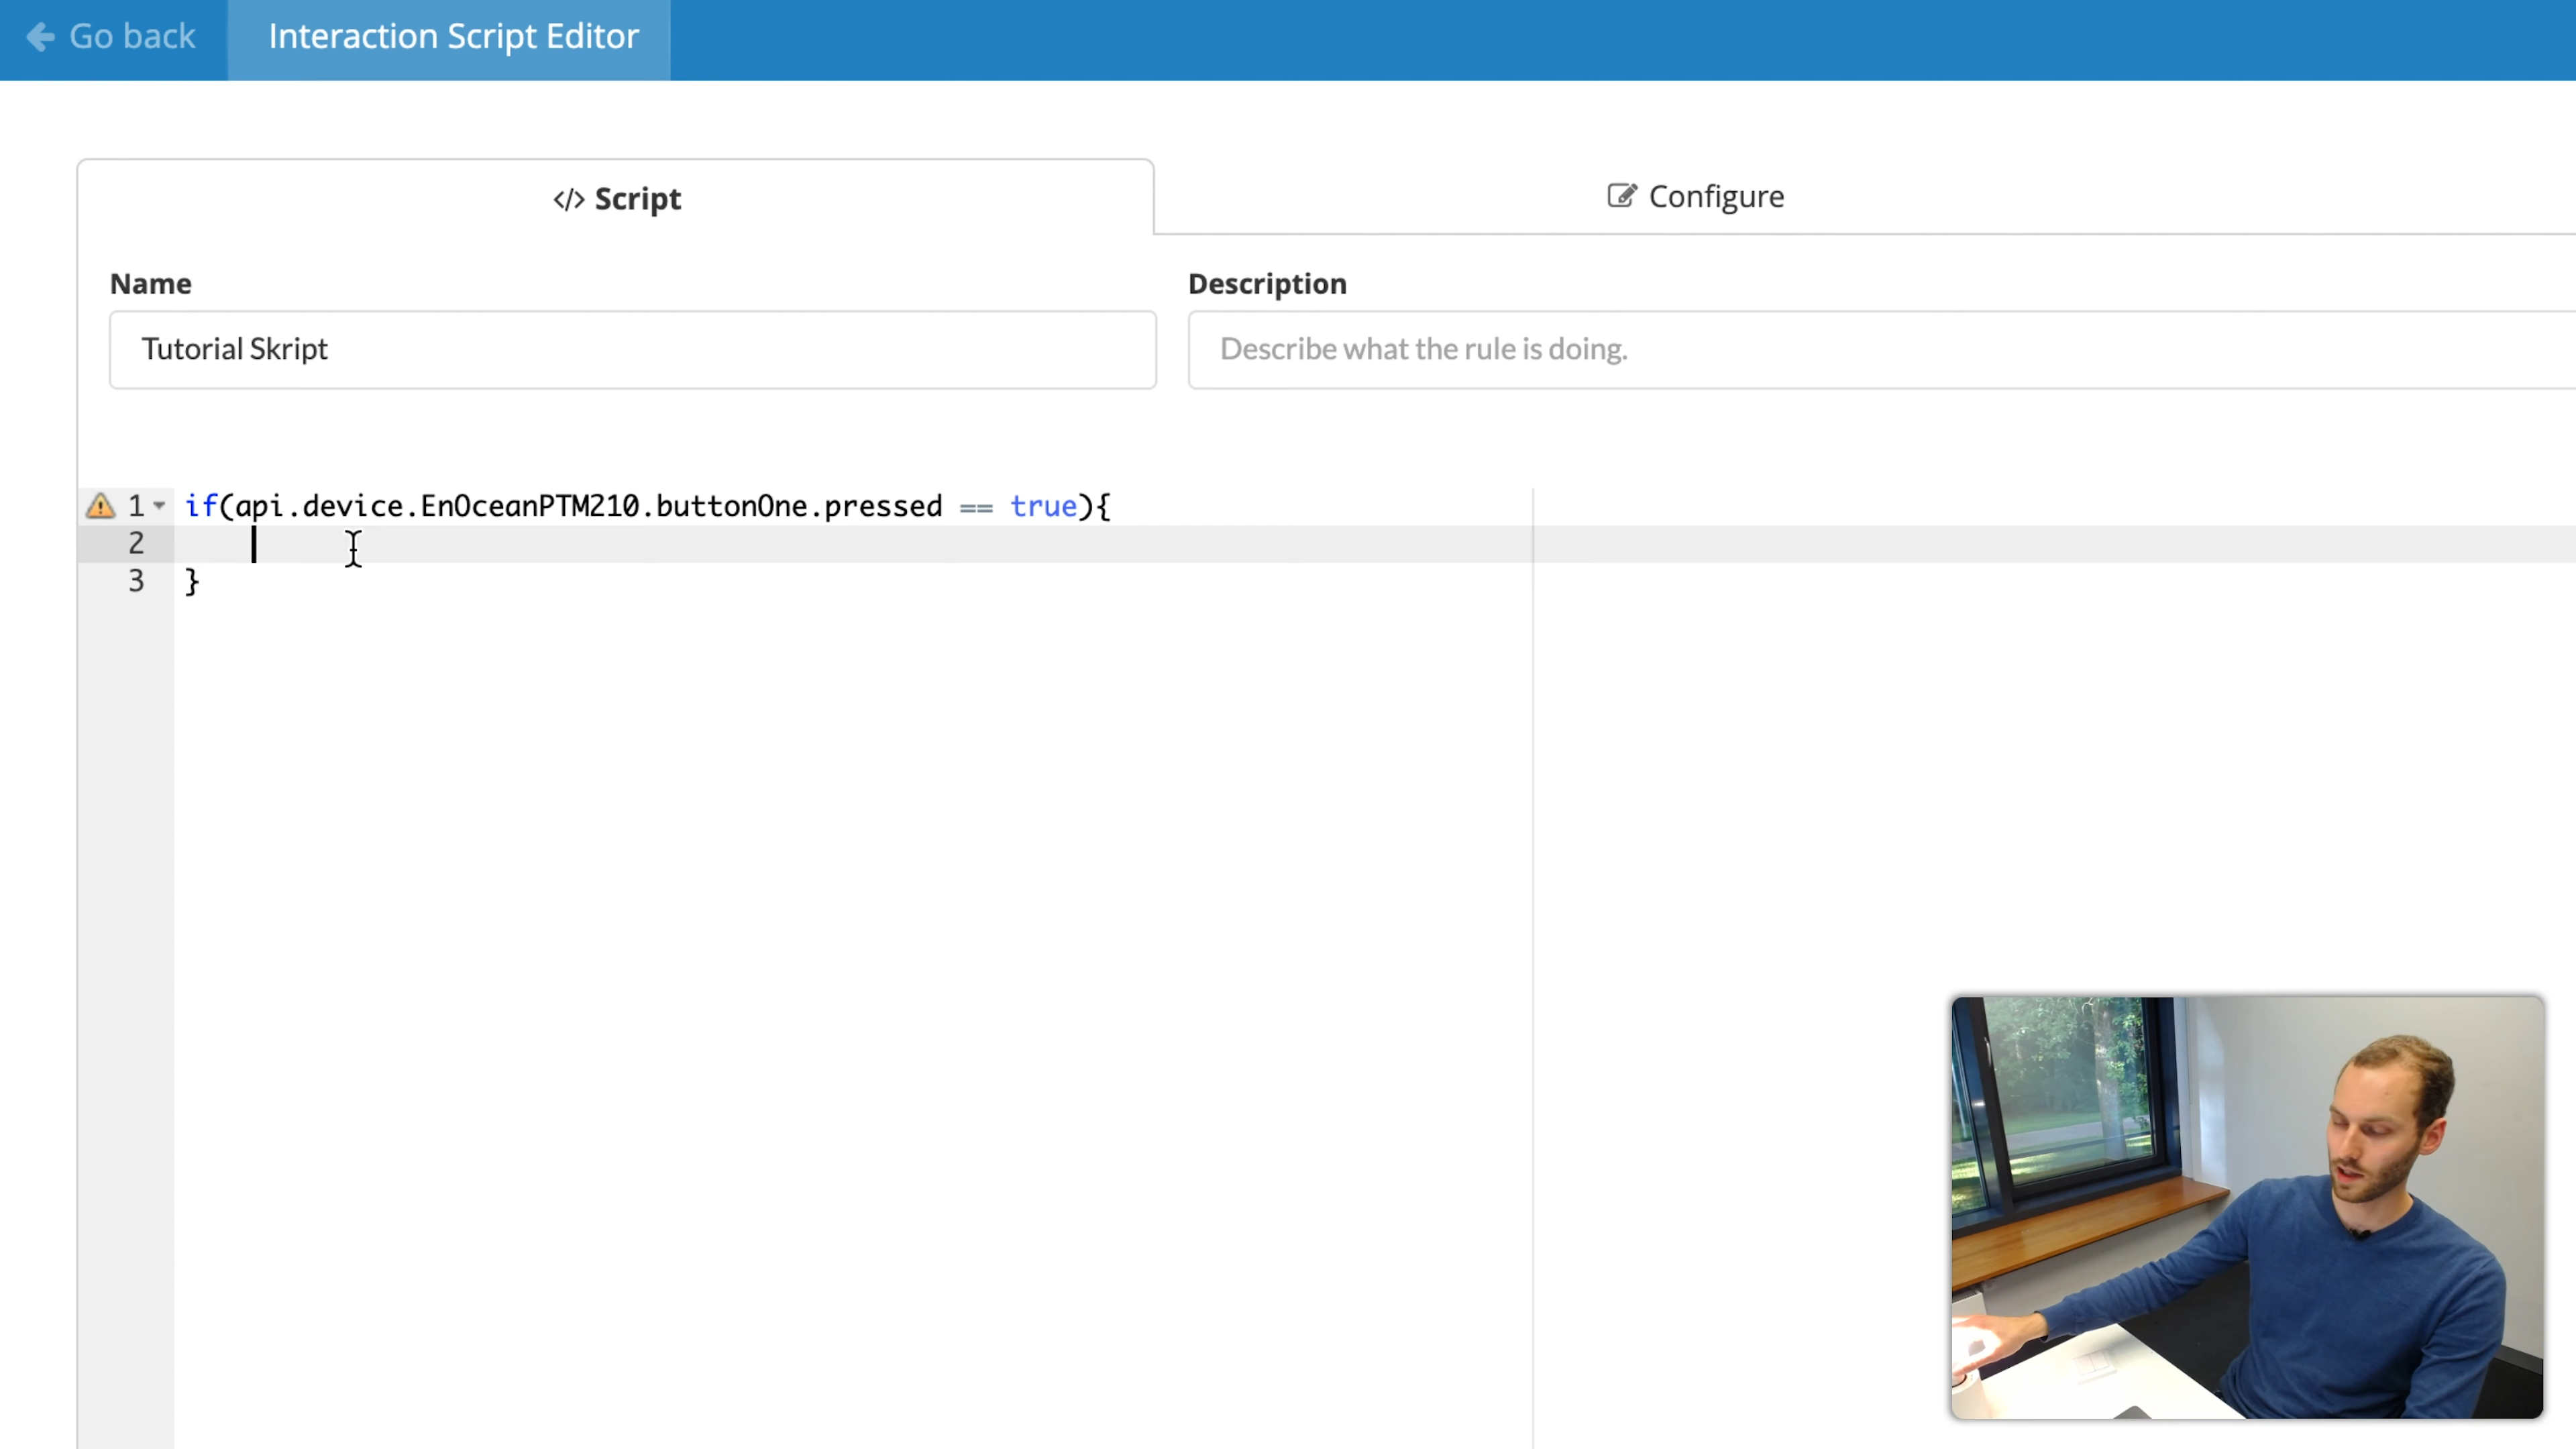 Go back
Interaction Script Editor
</> Script
Configure
Name
Description
Tutorial Skript
Describe what the rule is doing.
1 if(api.device.EnOceanPTM210.buttonOne.pressed == true){
2
3 }